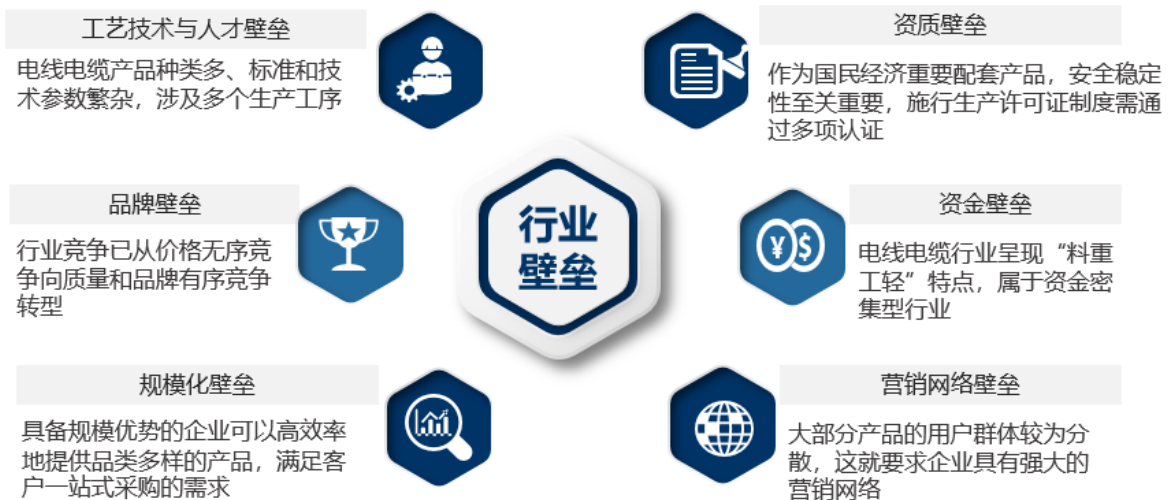 工艺技术与人才壁垒
电线电缆产品种类多、标准和技
术参数繁杂，涉及多个生产工序
资质壁垒
作为国民经济重要配套产品，安全稳定
性至关重要，施行生产许可证制度需通
过多项认证
品牌壁垒
行业竞争已从价格无序竞
争向质量和品牌有序竞争
转型
行业
壁垒
资金壁垒
¥
$
电线电缆行业呈现“料重
工轻”特点，属于资金密
集型行业
规模化壁垒
具备规模优势的企业可以高效率
地提供品类多样的产品，满足客
户一站式采购的需求
营销网络壁垒
大部分产品的用户群体较为分
散，这就要求企业具有强大的
营销网络